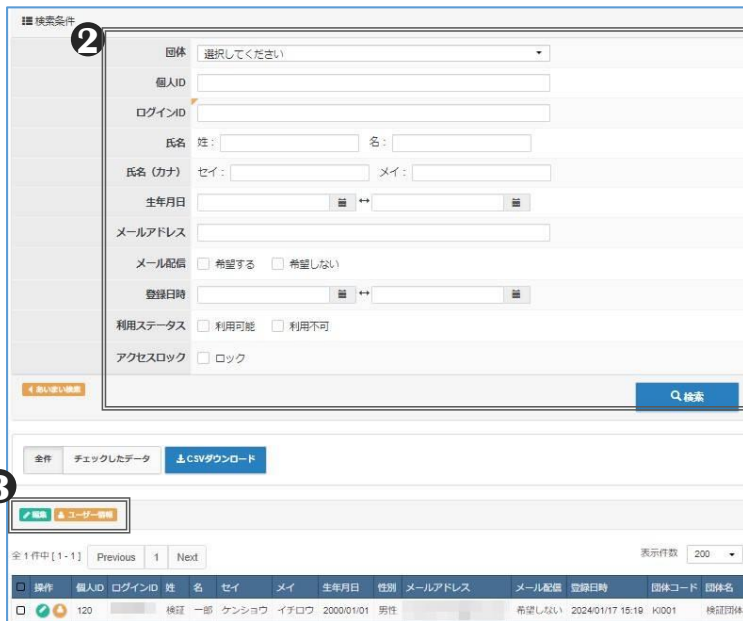 検索条件
❷
団体 選択してください
個人ID
ログインID
氏名 姓： 名：
氏名（カナ） セイ： メイ：
生年月日 ↔
メールアドレス
メール配信 希望する 希望しない
登録日時 ↔
利用ステータス 利用可能 利用不可
アクセスロック ロック
あいまい検索 検索
全件 チェックしたデータ CSVダウンロード
編集 ユーザー情報
全 1 件中 [ 1 - 1 ] Previous 1 Next 表示件数 200
操作 個人ID ログインID 姓 名 セイ メイ 生年月日 性別 メールアドレス メール配信 登録日時 団体コード 団体名
120 検証 一郎 ケンショウ イチロウ 2000/01/01 男性 希望しない 2024/01/17 15:19 KI001 検証団体